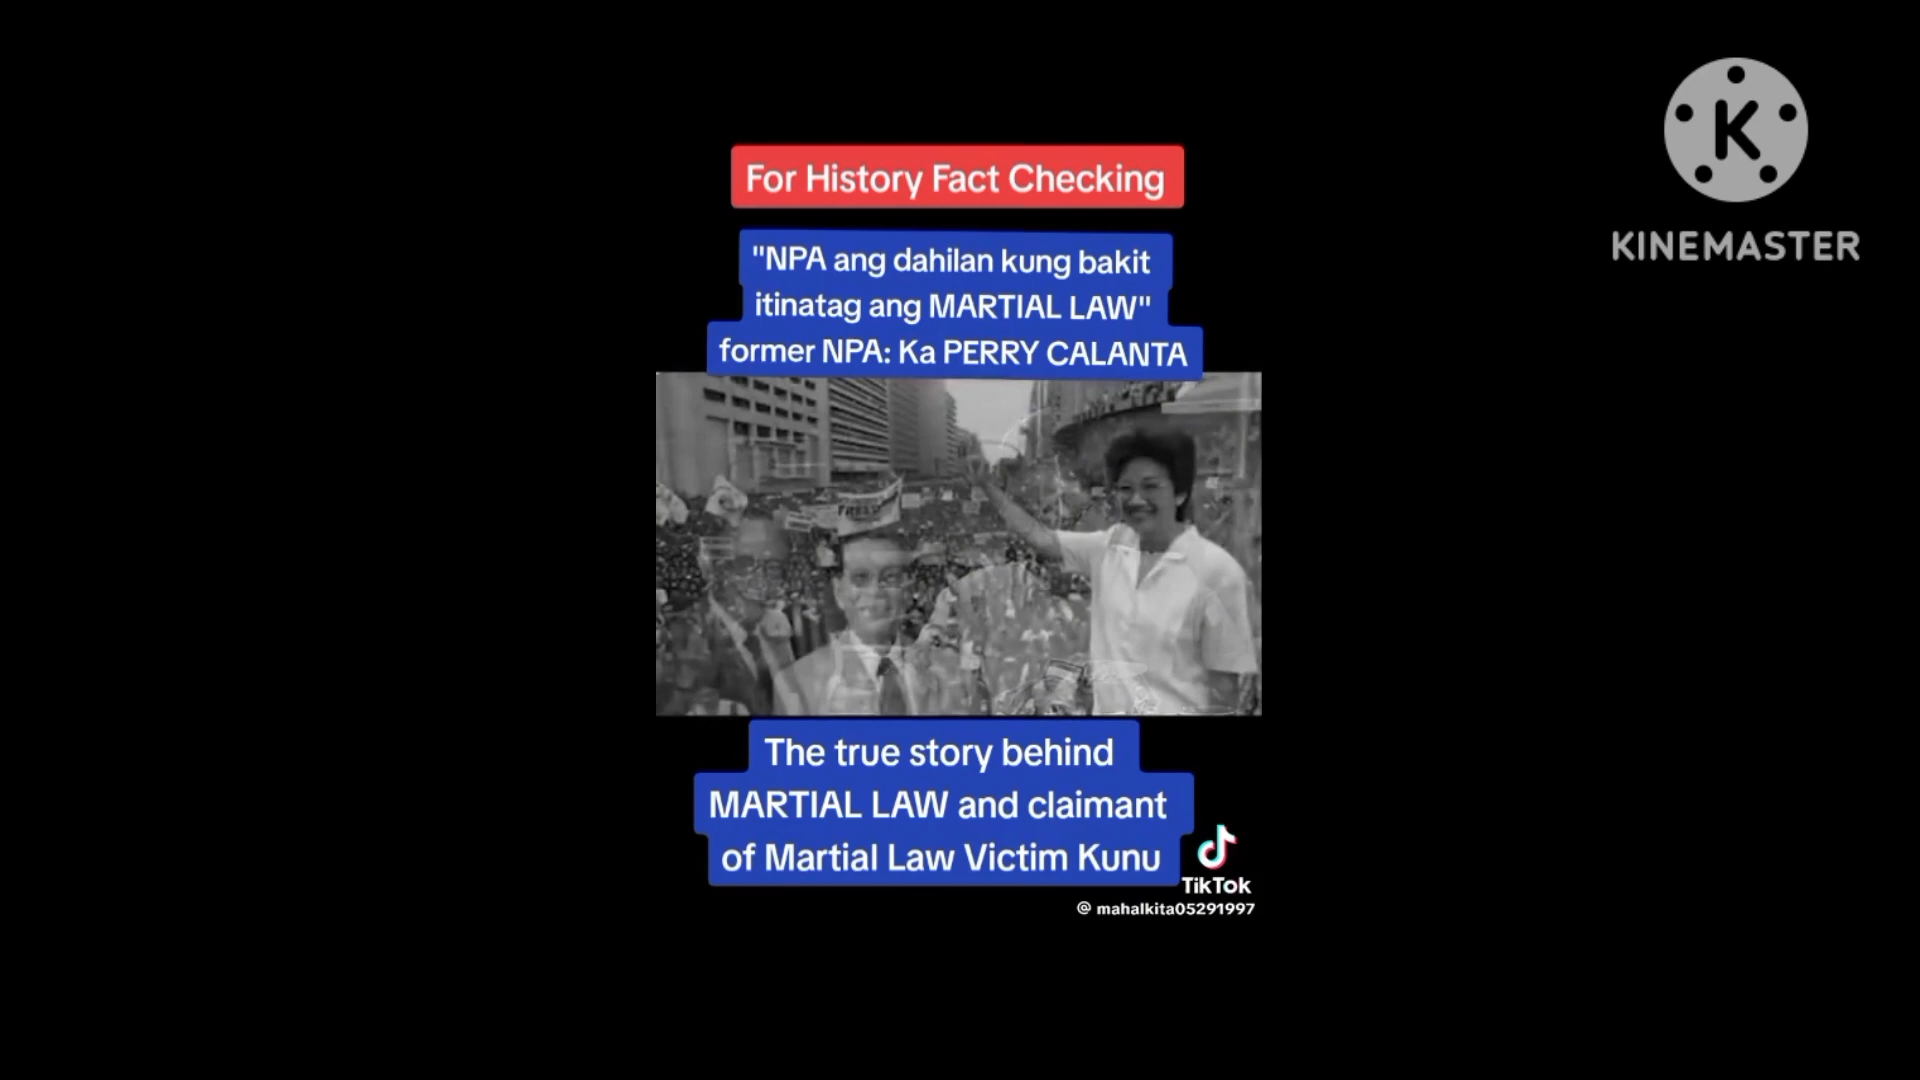 For History Fact Checking
"NPA ang dahilan kung bakit
itinatag ang MARTIAL LAW"
former NPA: Ka PERRY CALANTA
The true story behind
MARTIAL LAW and claimant
of Martial Law Victim Kunu
TikTok
@ mahalkita05291997
K
KINEMASTER